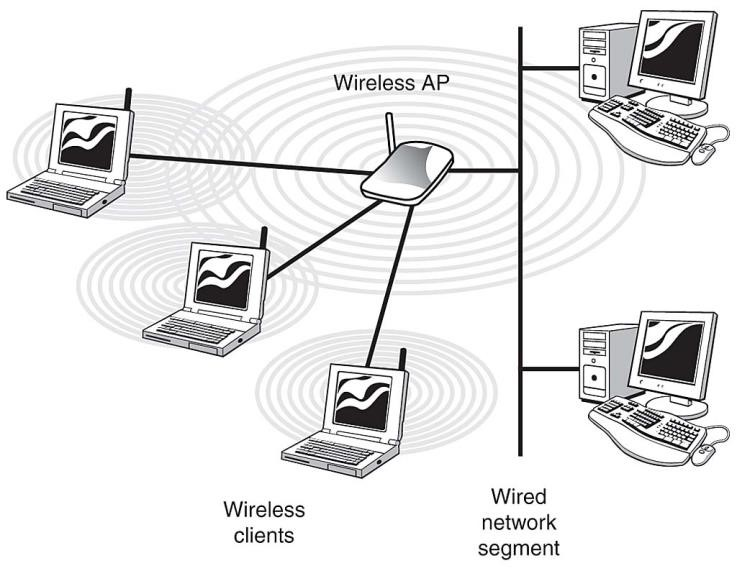 Wireless AP
Wireless
clients
Wired
network
segment